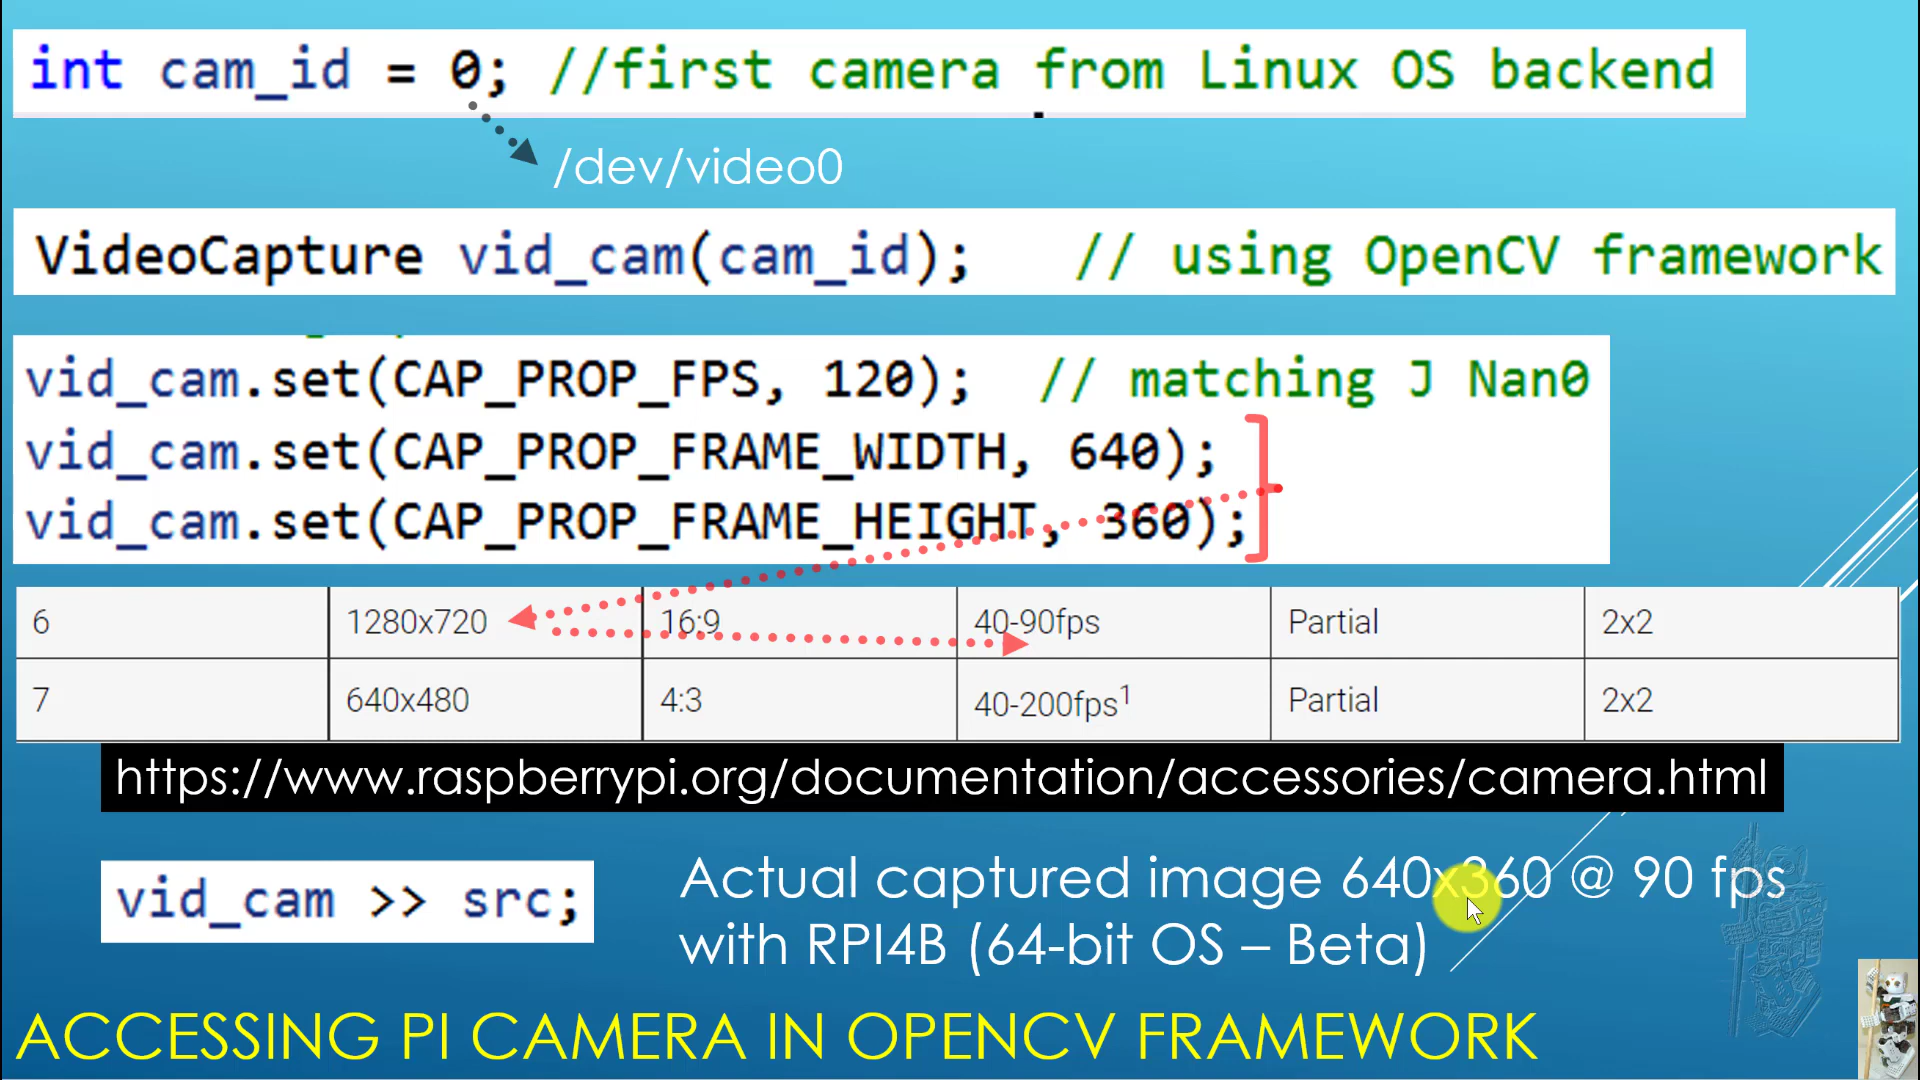 int cam_id = 0; //first camera from Linux OS backend
/dev/video0
VideoCapture vid_cam(cam_id); // using OpenCV framework
vid_cam.set(CAP_PROP_FPS, 120); // matching J Nan0
vid_cam.set(CAP_PROP_FRAME_WIDTH, 640);
vid_cam.set(CAP_PROP_FRAME_HEIGHT, 360);
6 1280x720 16:9 40-90fps Partial 2x2
7 640x480 4:3 40-200fps1 Partial 2x2
https://www.raspberrypi.org/documentation/accessories/camera.html
vid_cam >> src;
Actual captured image 640x360 @ 90 fps
with RPI4B (64-bit OS – Beta)
ACCESSING PI CAMERA IN OPENCV FRAMEWORK